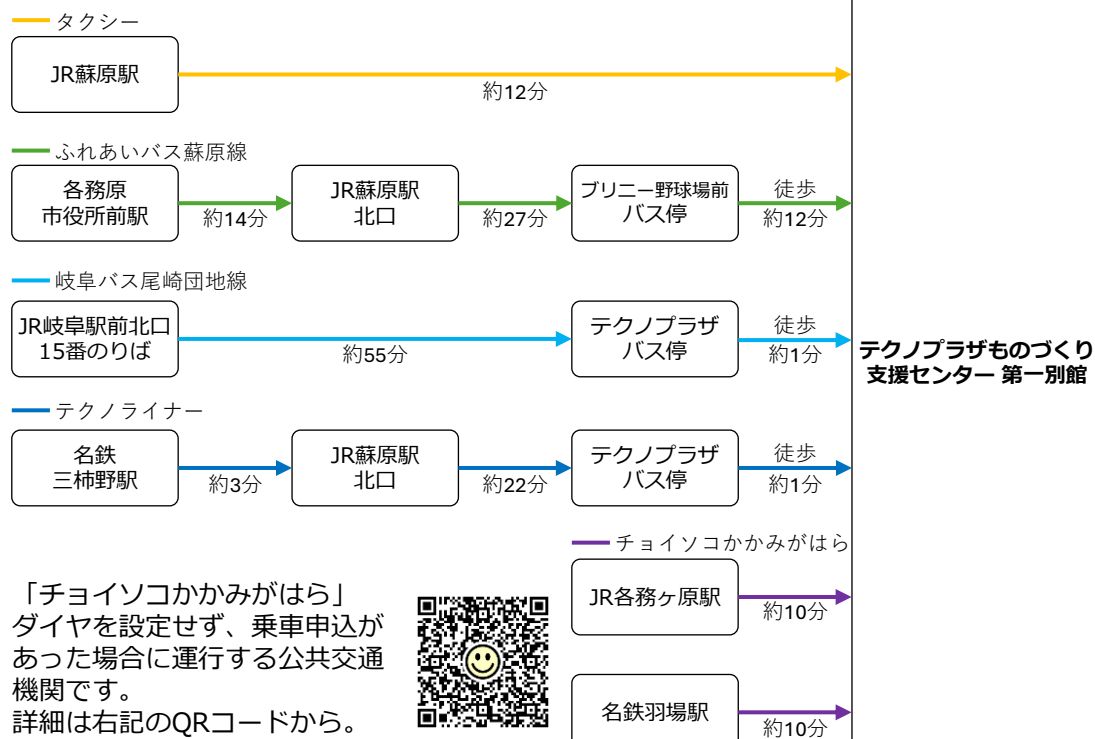 タクシー
JR蘇原駅
約12分
ふれあいバス蘇原線
各務原
市役所前駅
約14分
JR蘇原駅
北口
約27分
ブリニー野球場前
バス停
徒歩
約12分
岐阜バス尾崎団地線
JR岐阜駅前北口
15番のりば
約55分
テクノプラザ
バス停
徒歩
約1分
テクノプラザものづくり
支援センター 第一別館
テクノライナー
名鉄
三柿野駅
約3分
JR蘇原駅
北口
約22分
テクノプラザ
バス停
徒歩
約1分
チョイソコかかみがはら
JR各務ヶ原駅
約10分
名鉄羽場駅
約10分
「チョイソコかかみがはら」
ダイヤを設定せず、乗車申込が
あった場合に運行する公共交通
機関です。
詳細は右記のQRコードから。